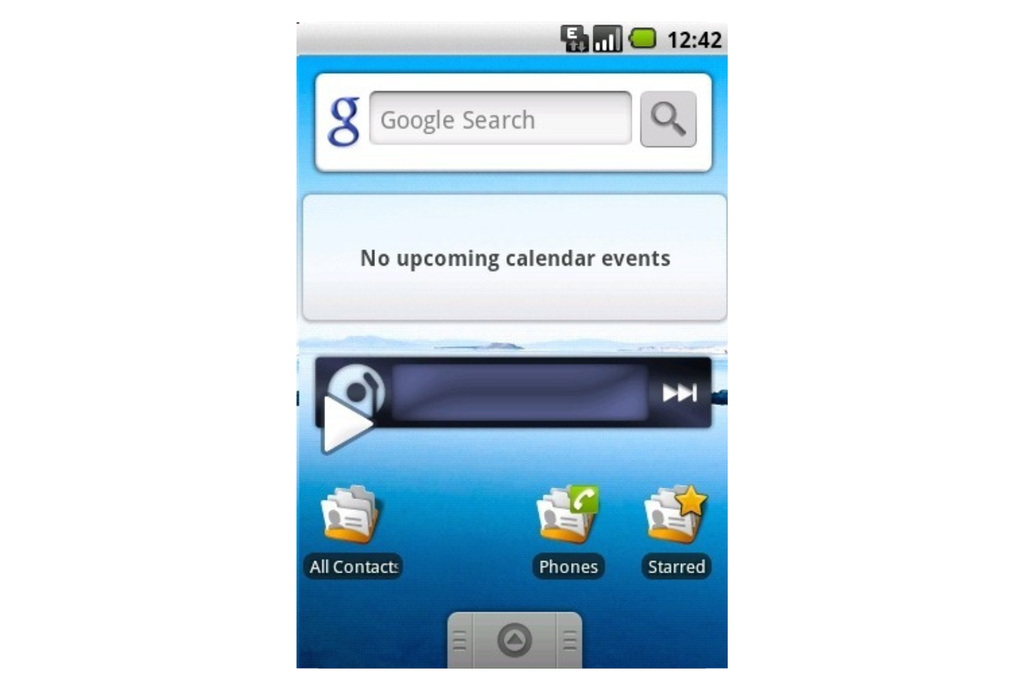 E
12:42
g
Google Search
No upcoming calendar events
All Contacts
Phones
Starred